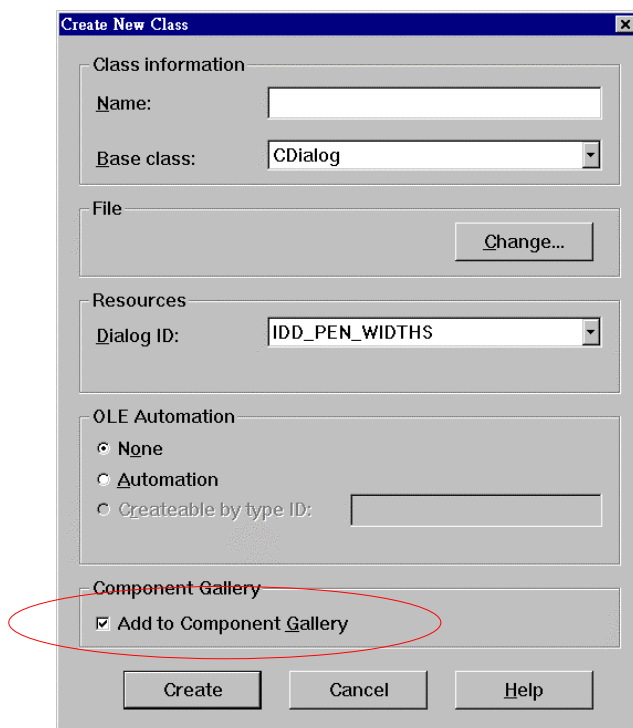 Create New Class
Class information
Name:
Base class:
CDialog
File
Change...
Resources
Dialog ID:
IDD_PEN_WIDTHS
OLE Automation
None
Automation
Createable by type ID:
Component Gallery
Add to Component Gallery
Create
Cancel
Help